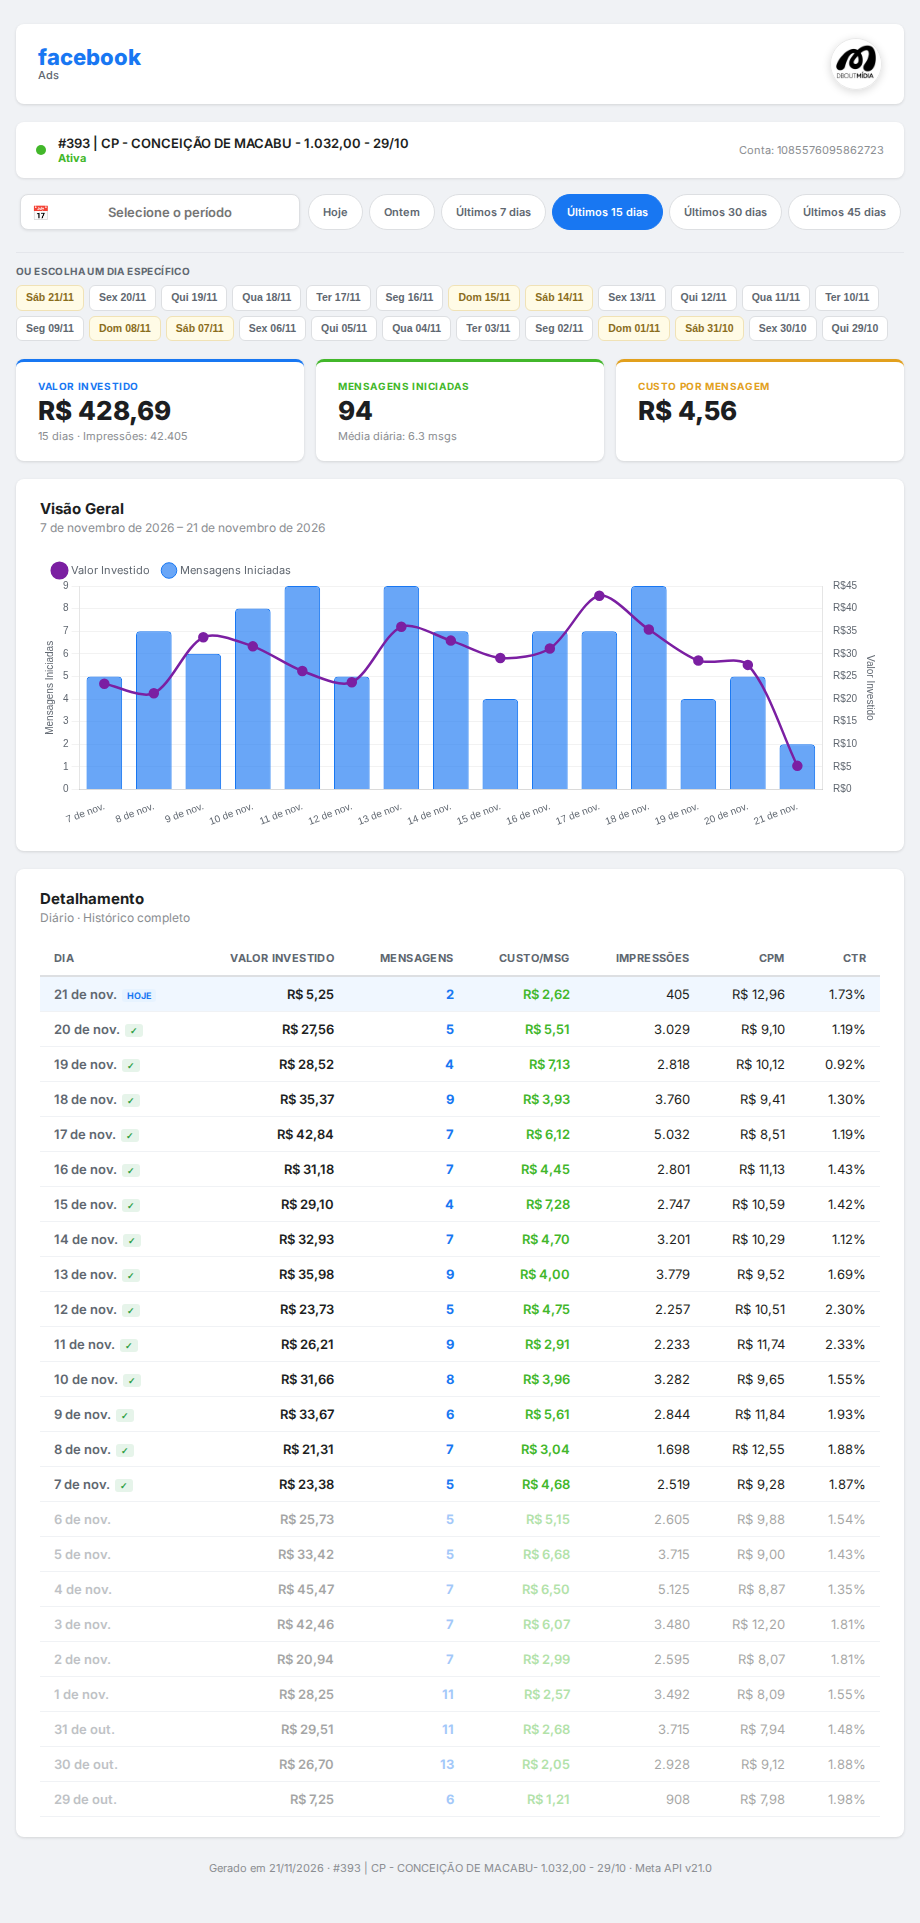 facebook
Ads
DBOUTMÍDIA
#393 | CP - CONCEIÇÃO DE MACABU - 1.032,00 - 29/10
Ativa
Conta: 1085576095862723
Selecione o período
Hoje
Ontem
Últimos 7 dias
Últimos 15 dias
Últimos 30 dias
Últimos 45 dias
OU ESCOLHA UM DIA ESPECÍFICO
Sáb 21/11 Sex 20/11 Qui 19/11 Qua 18/11 Ter 17/11 Seg 16/11 Dom 15/11 Sáb 14/11 Sex 13/11 Qui 12/11 Qua 11/11 Ter 10/11
Seg 09/11 Dom 08/11 Sáb 07/11 Sex 06/11 Qui 05/11 Qua 04/11 Ter 03/11 Seg 02/11 Dom 01/11 Sáb 31/10 Sex 30/10 Qui 29/10
VALOR INVESTIDO
R$ 428,69
15 dias · Impressões: 42.405
MENSAGENS INICIADAS
94
Média diária: 6.3 msgs
CUSTO POR MENSAGEM
R$ 4,56
Visão Geral
7 de novembro de 2026 – 21 de novembro de 2026
Valor Investido Mensagens Iniciadas
Mensagens Iniciadas
9
8
7
6
5
4
3
2
1
0
R$45
R$40
R$35
R$30
R$25
R$20
R$15
R$10
R$5
R$0
Valor Investido
7 de nov. 8 de nov. 9 de nov. 10 de nov. 11 de nov. 12 de nov. 13 de nov. 14 de nov. 15 de nov. 16 de nov. 17 de nov. 18 de nov. 19 de nov. 20 de nov. 21 de nov.
Detalhamento
Diário · Histórico completo
DIA VALOR INVESTIDO MENSAGENS CUSTO/MSG IMPRESSÕES CPM CTR
21 de nov. HOJE R$ 5,25 2 R$ 2,62 405 R$ 12,96 1.73%
20 de nov. ✓ R$ 27,56 5 R$ 5,51 3.029 R$ 9,10 1.19%
19 de nov. ✓ R$ 28,52 4 R$ 7,13 2.818 R$ 10,12 0.92%
18 de nov. ✓ R$ 35,37 9 R$ 3,93 3.760 R$ 9,41 1.30%
17 de nov. ✓ R$ 42,84 7 R$ 6,12 5.032 R$ 8,51 1.19%
16 de nov. ✓ R$ 31,18 7 R$ 4,45 2.801 R$ 11,13 1.43%
15 de nov. ✓ R$ 29,10 4 R$ 7,28 2.747 R$ 10,59 1.42%
14 de nov. ✓ R$ 32,93 7 R$ 4,70 3.201 R$ 10,29 1.12%
13 de nov. ✓ R$ 35,98 9 R$ 4,00 3.779 R$ 9,52 1.69%
12 de nov. ✓ R$ 23,73 5 R$ 4,75 2.257 R$ 10,51 2.30%
11 de nov. ✓ R$ 26,21 9 R$ 2,91 2.233 R$ 11,74 2.33%
10 de nov. ✓ R$ 31,66 8 R$ 3,96 3.282 R$ 9,65 1.55%
9 de nov. ✓ R$ 33,67 6 R$ 5,61 2.844 R$ 11,84 1.93%
8 de nov. ✓ R$ 21,31 7 R$ 3,04 1.698 R$ 12,55 1.88%
7 de nov. ✓ R$ 23,38 5 R$ 4,68 2.519 R$ 9,28 1.87%
6 de nov. R$ 25,73 5 R$ 5,15 2.605 R$ 9,88 1.54%
5 de nov. R$ 33,42 5 R$ 6,68 3.715 R$ 9,00 1.43%
4 de nov. R$ 45,47 7 R$ 6,50 5.125 R$ 8,87 1.35%
3 de nov. R$ 42,46 7 R$ 6,07 3.480 R$ 12,20 1.81%
2 de nov. R$ 20,94 7 R$ 2,99 2.595 R$ 8,07 1.81%
1 de nov. R$ 28,25 11 R$ 2,57 3.492 R$ 8,09 1.55%
31 de out. R$ 29,51 11 R$ 2,68 3.715 R$ 7,94 1.48%
30 de out. R$ 26,70 13 R$ 2,05 2.928 R$ 9,12 1.88%
29 de out. R$ 7,25 6 R$ 1,21 908 R$ 7,98 1.98%
Gerado em 21/11/2026 · #393 | CP - CONCEIÇÃO DE MACABU- 1.032,00 - 29/10 · Meta API v21.0